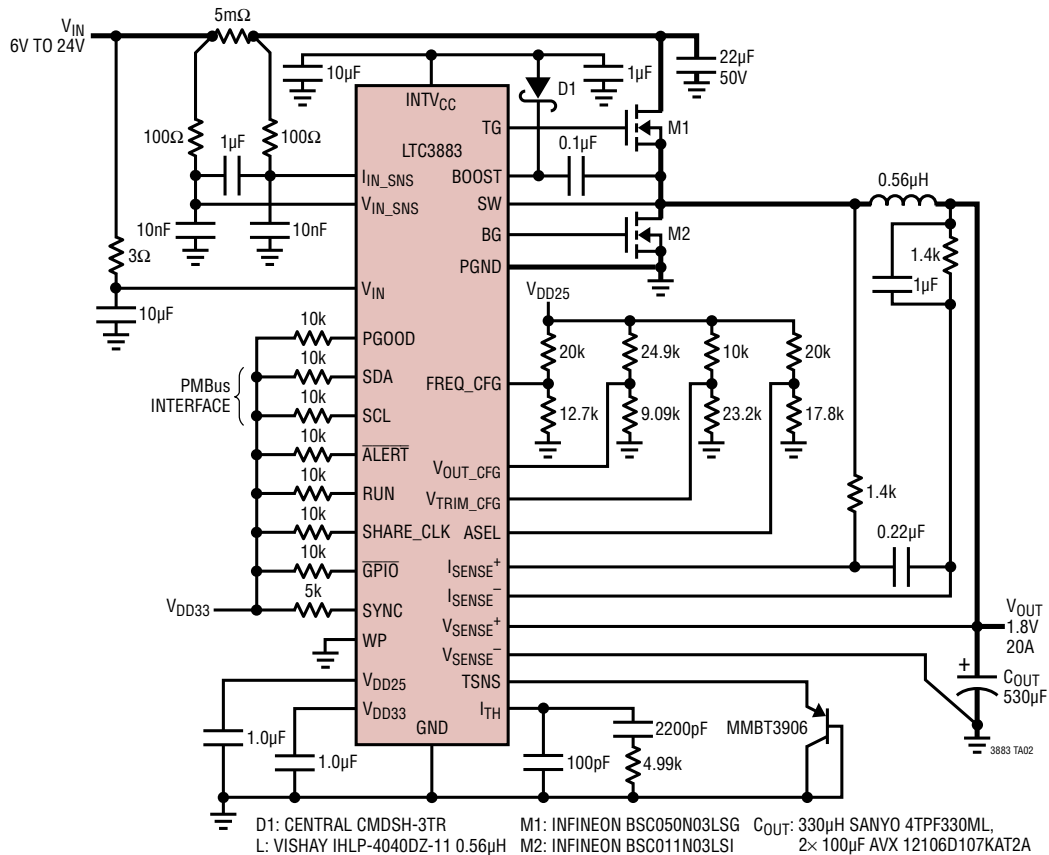 5mΩ
VIN
6V TO 24V
10µF
1µF
22µF
50V
D1
INTVCC
TG
M1
100Ω
1µF
100Ω
LTC3883
0.1µF
IIN_SNS
BOOST
0.56µH
VIN_SNS
SW
10nF
10nF
BG
M2
1.4k
3Ω
PGND
1µF
VIN
VDD25
10µF
10k
PGOOD
20k
24.9k
10k
20k
10k
SDA
FREQ_CFG
PMBus
INTERFACE
10k
SCL
12.7k
9.09k
23.2k
17.8k
10k
ALERT
VOUT_CFG
10k
RUN
VTRIM_CFG
1.4k
10k
SHARE_CLK
ASEL
0.22µF
10k
GPIO
ISENSE+
ISENSE–
5k
VDD33
SYNC
VSENSE+
VOUT
1.8V
20A
WP
VSENSE–
+
COUT
530µF
VDD25
TSNS
VDD33
ITH
GND
2200pF
MMBT3906
1.0µF
1.0µF
100pF
4.99k
3883 TA02
D1: CENTRAL CMDSH-3TR
L: VISHAY IHLP-4040DZ-11 0.56µH
M1: INFINEON BSC050N03LSG
M2: INFINEON BSC011N03LSI
COUT: 330µH SANYO 4TPF330ML,
2× 100µF AVX 12106D107KAT2A